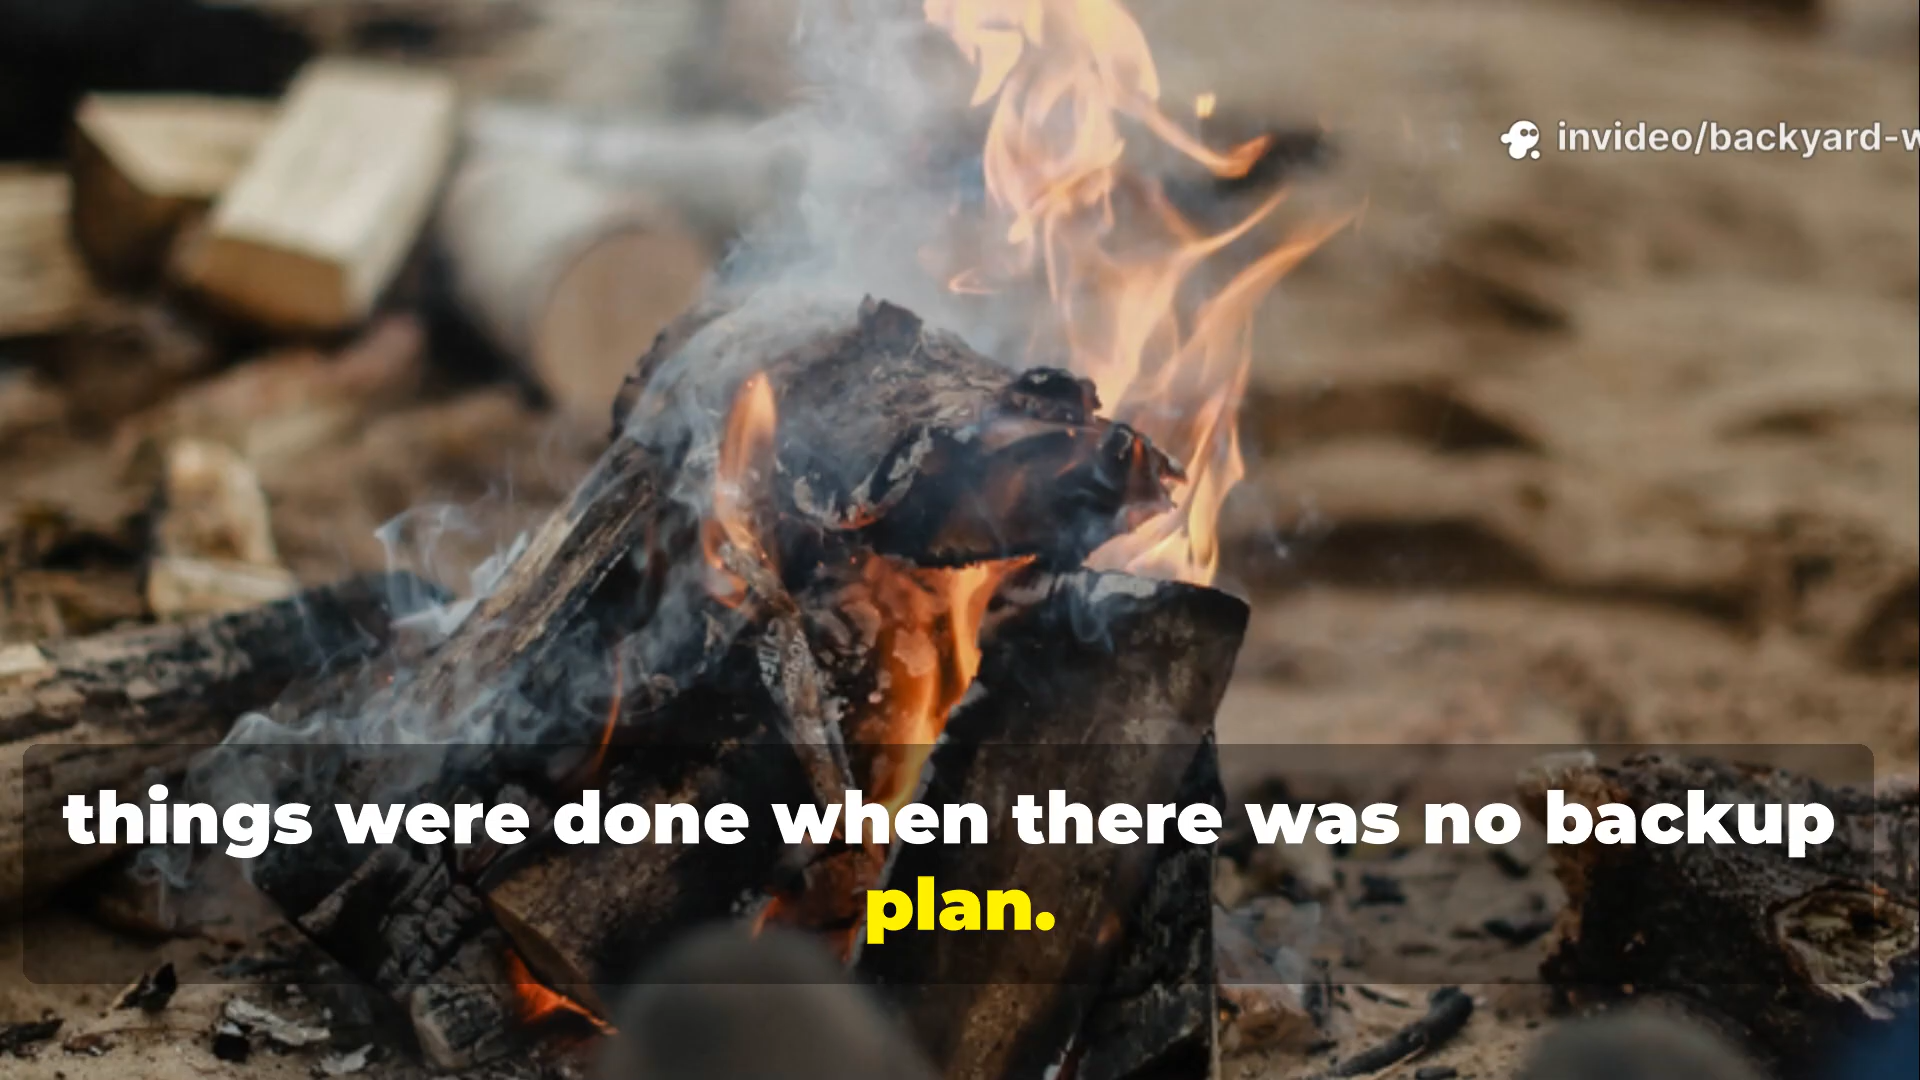 invideo/backyard-w
things were done when there was no backup
plan.